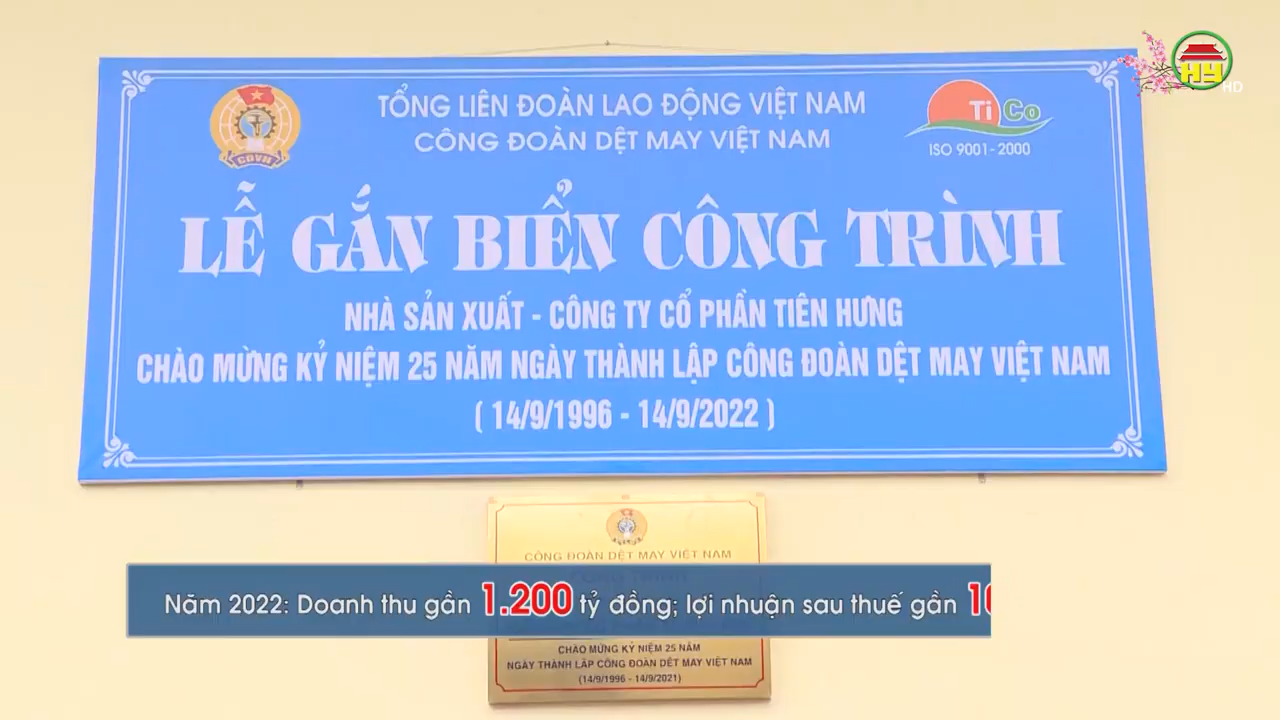 HY
HD
CĐVN
TỔNG LIÊN ĐOÀN LAO ĐỘNG VIỆT NAM
CÔNG ĐOÀN DỆT MAY VIỆT NAM
TiCo
ISO 9001 - 2000
LỄ GẮN BIỂN CÔNG TRÌNH
NHÀ SẢN XUẤT - CÔNG TY CỔ PHẦN TIÊN HƯNG
CHÀO MỪNG KỶ NIỆM 25 NĂM NGÀY THÀNH LẬP CÔNG ĐOÀN DỆT MAY VIỆT NAM
( 14/9/1996 - 14/9/2022 )
CÔNG ĐOÀN DỆT MAY VIỆT NAM
Năm 2022: Doanh thu gần 1.200 tỷ đồng; lợi nhuận sau thuế gần
CHÀO MỪNG KỶ NIỆM 25 NĂM
NGÀY THÀNH LẬP CÔNG ĐOÀN DỆT MAY VIỆT NAM
(14/9/1996 - 14/9/2021)